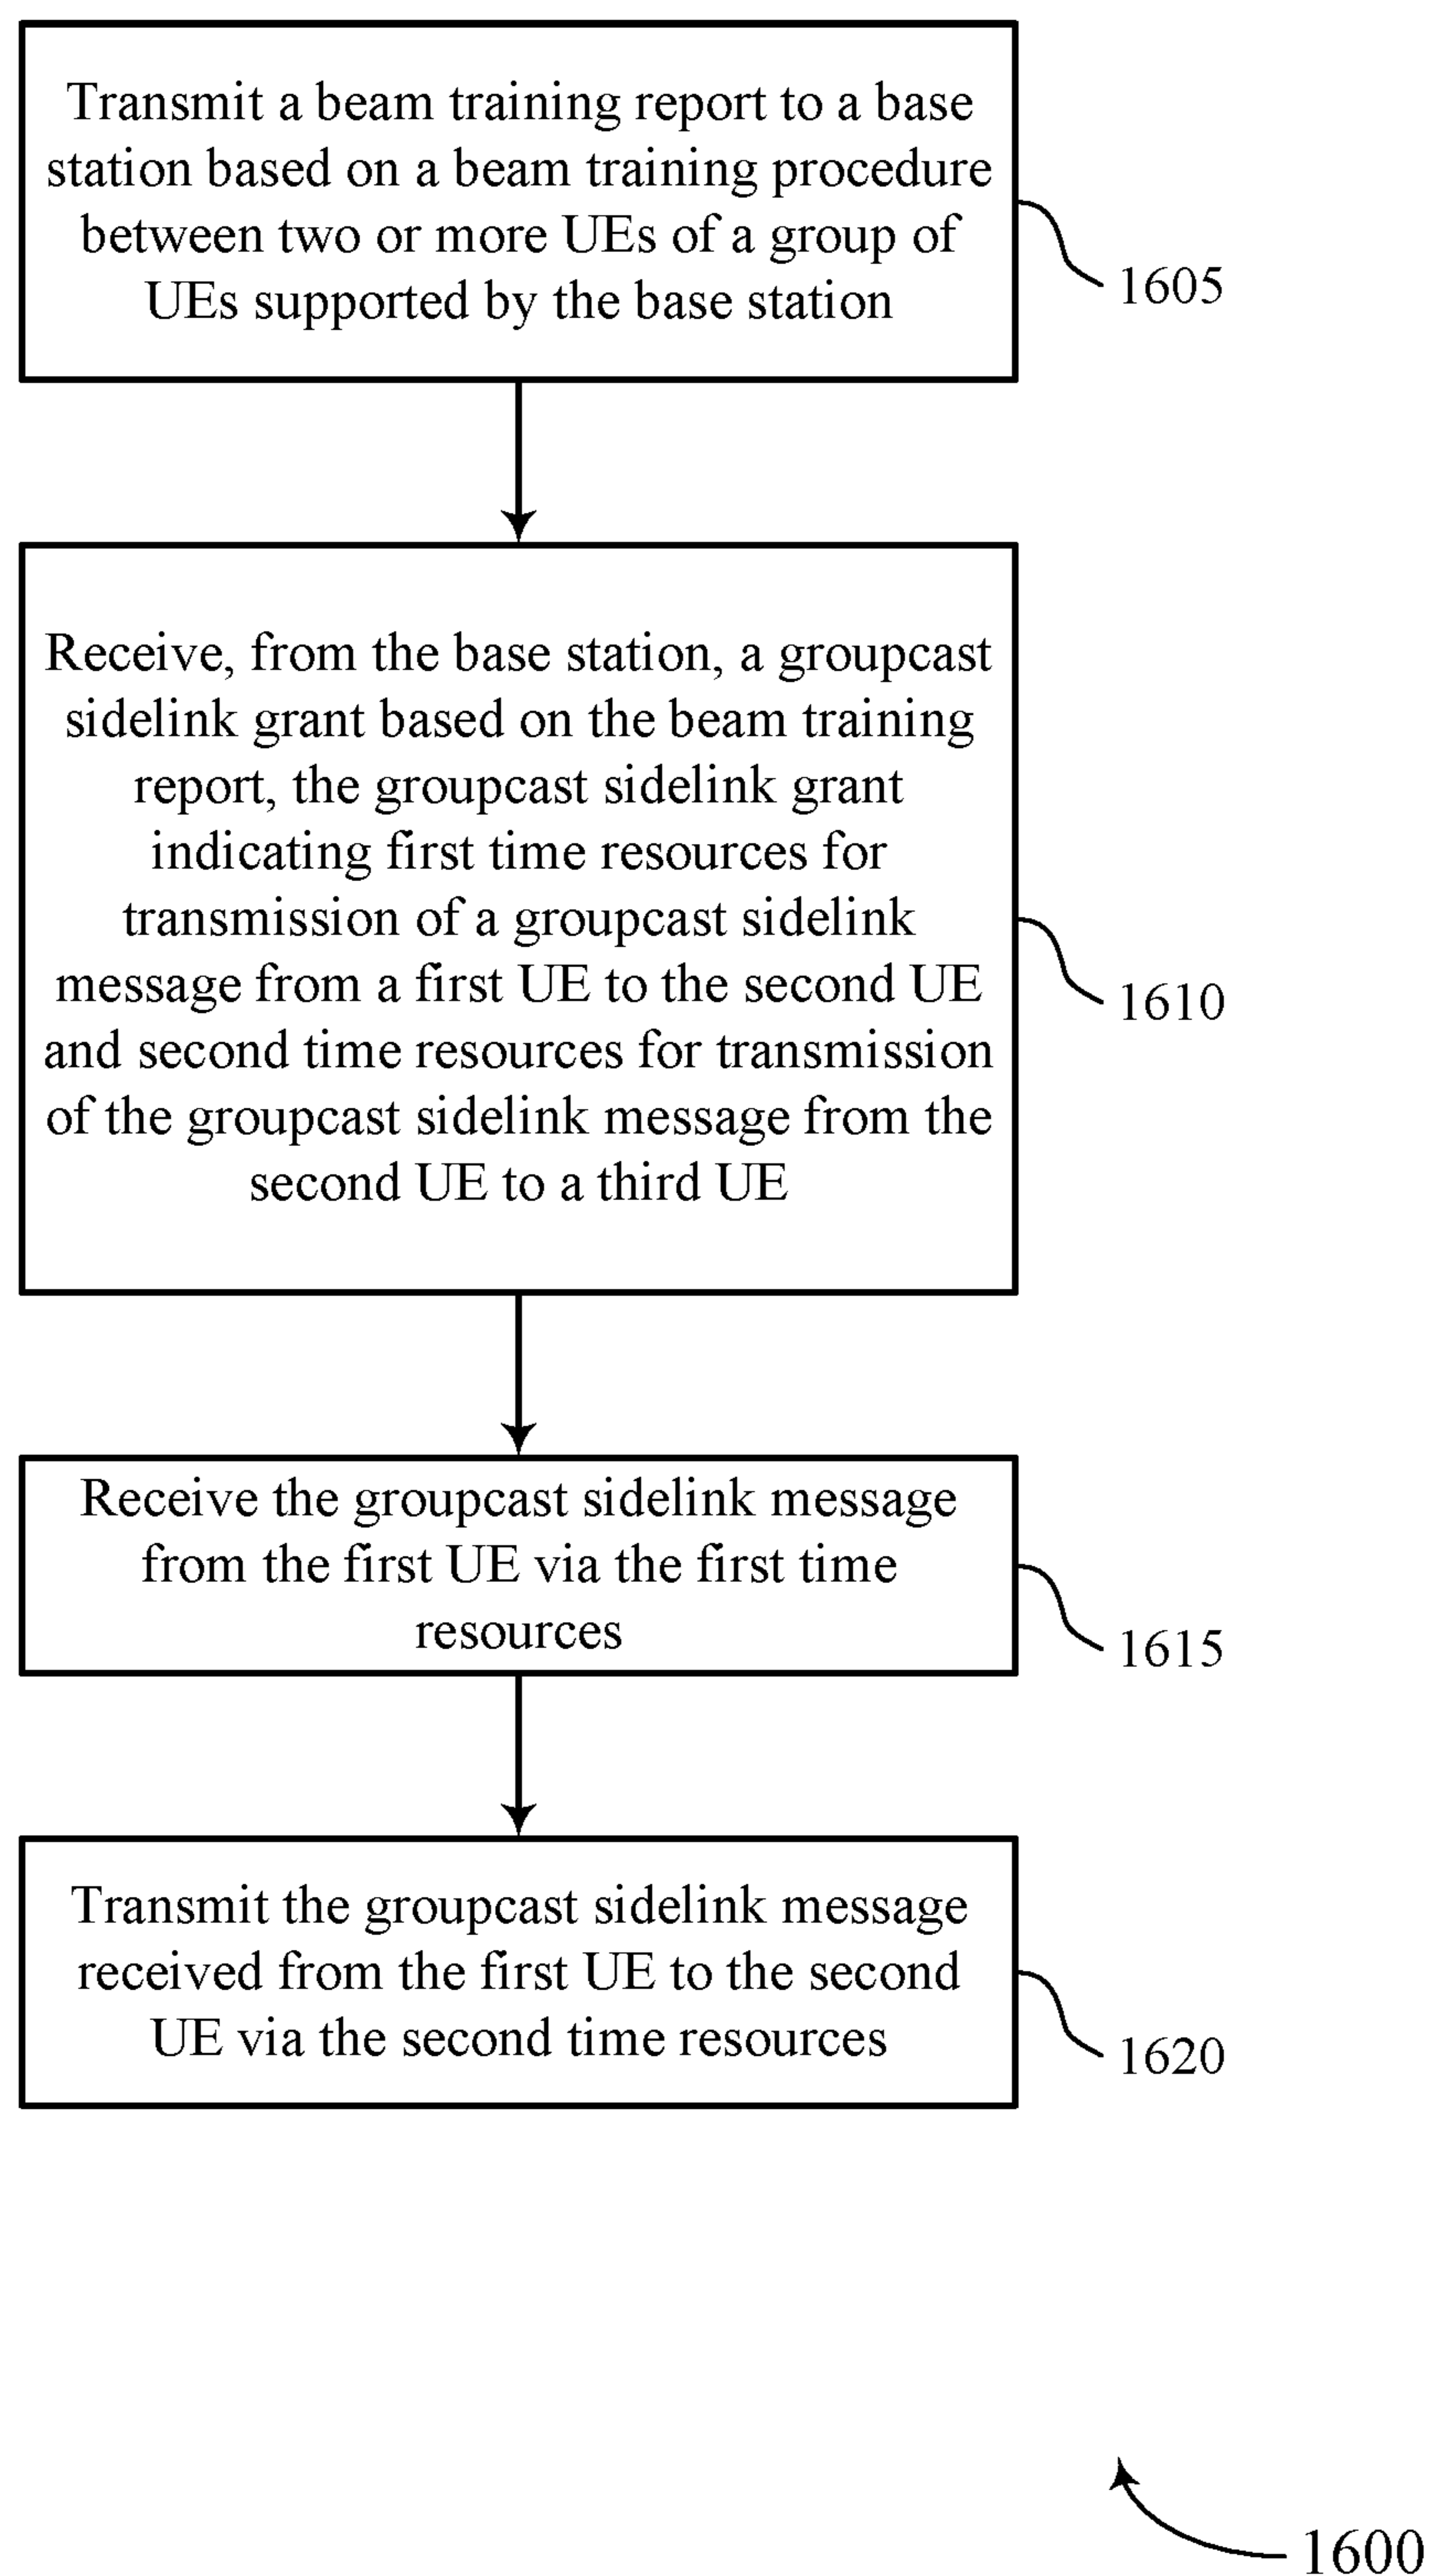 Transmit a beam training report to a base
station based on a beam training procedure
between two or more UEs of a group of
UEs supported by the base station
1605
Receive, from the base station, a groupcast
sidelink grant based on the beam training
report, the groupcast sidelink grant
indicating first time resources for
transmission of a groupcast sidelink
message from a first UE to the second UE
and second time resources for transmission
of the groupcast sidelink message from the
second UE to a third UE
1610
Receive the groupcast sidelink message
from the first UE via the first time
resources
1615
Transmit the groupcast sidelink message
received from the first UE to the second
UE via the second time resources
1620
1600